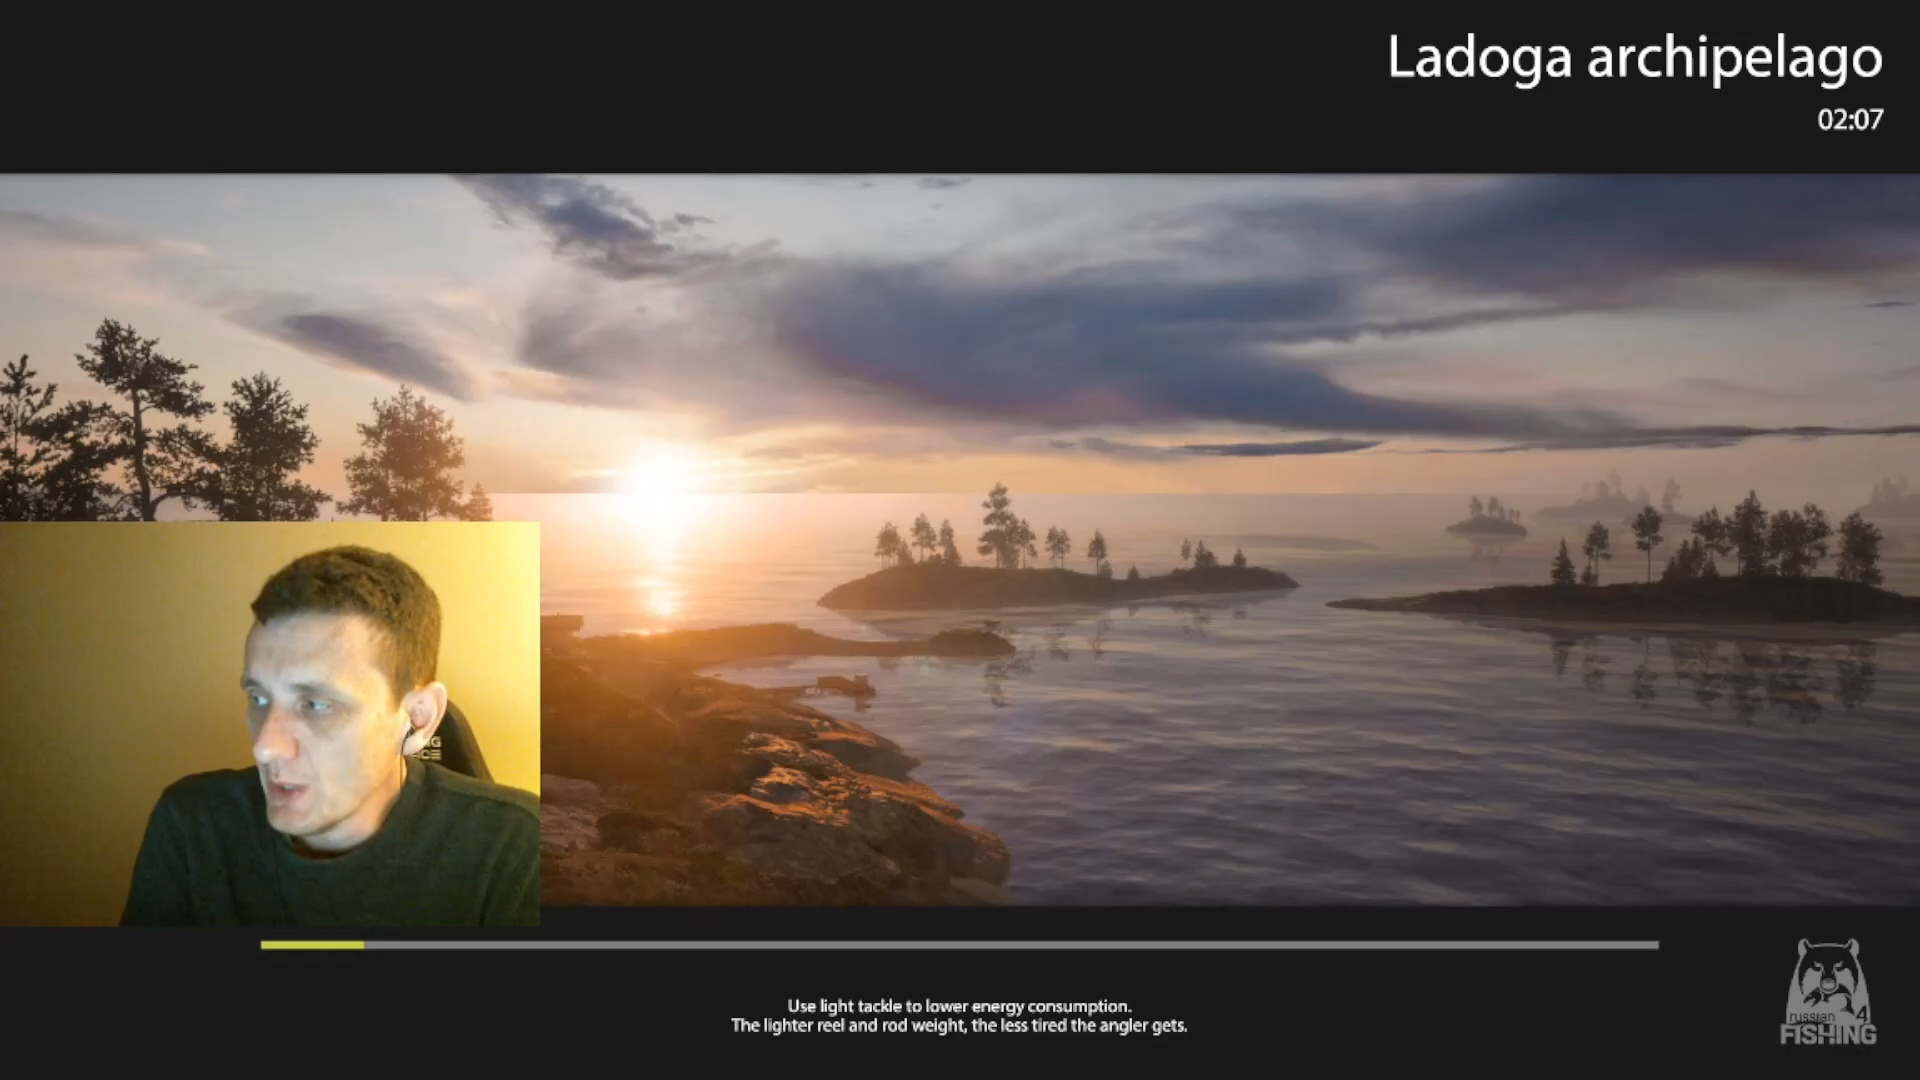 Ladoga archipelago
02:07
Use light tackle to lower energy consumption.
The lighter reel and rod weight, the less tired the angler gets.
russian 4
FISHING